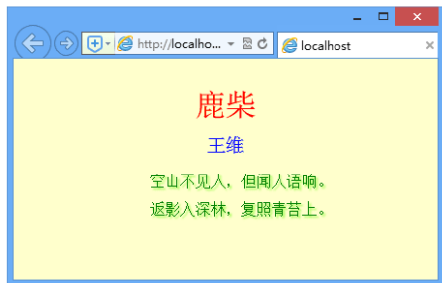 http://localho...
localhost
鹿柴
王维
空山不见人，但闻人语响。
返影入深林，复照青苔上。